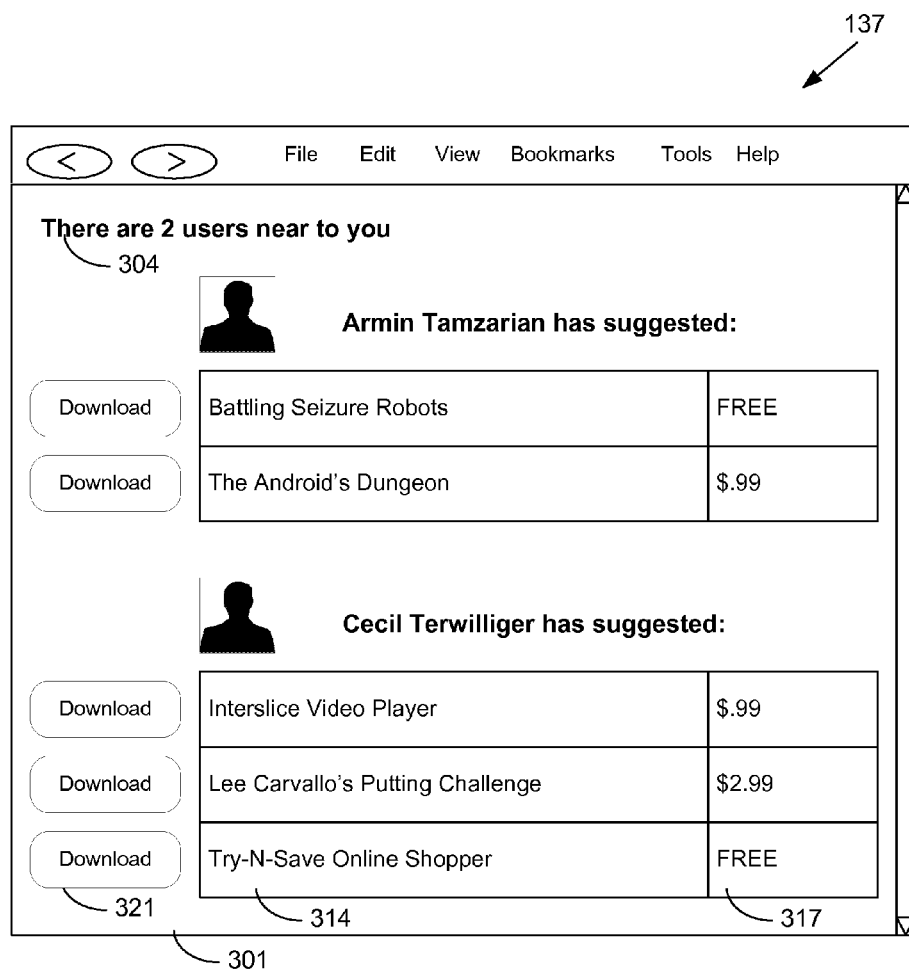 137
< > File Edit View Bookmarks Tools Help
There are 2 users near to you
304
Armin Tamzarian has suggested:
Download Battling Seizure Robots FREE
Download The Android's Dungeon $.99
Cecil Terwilliger has suggested:
Download Interslice Video Player $.99
Download Lee Carvallo's Putting Challenge $2.99
Download Try-N-Save Online Shopper FREE
321 314 317
301